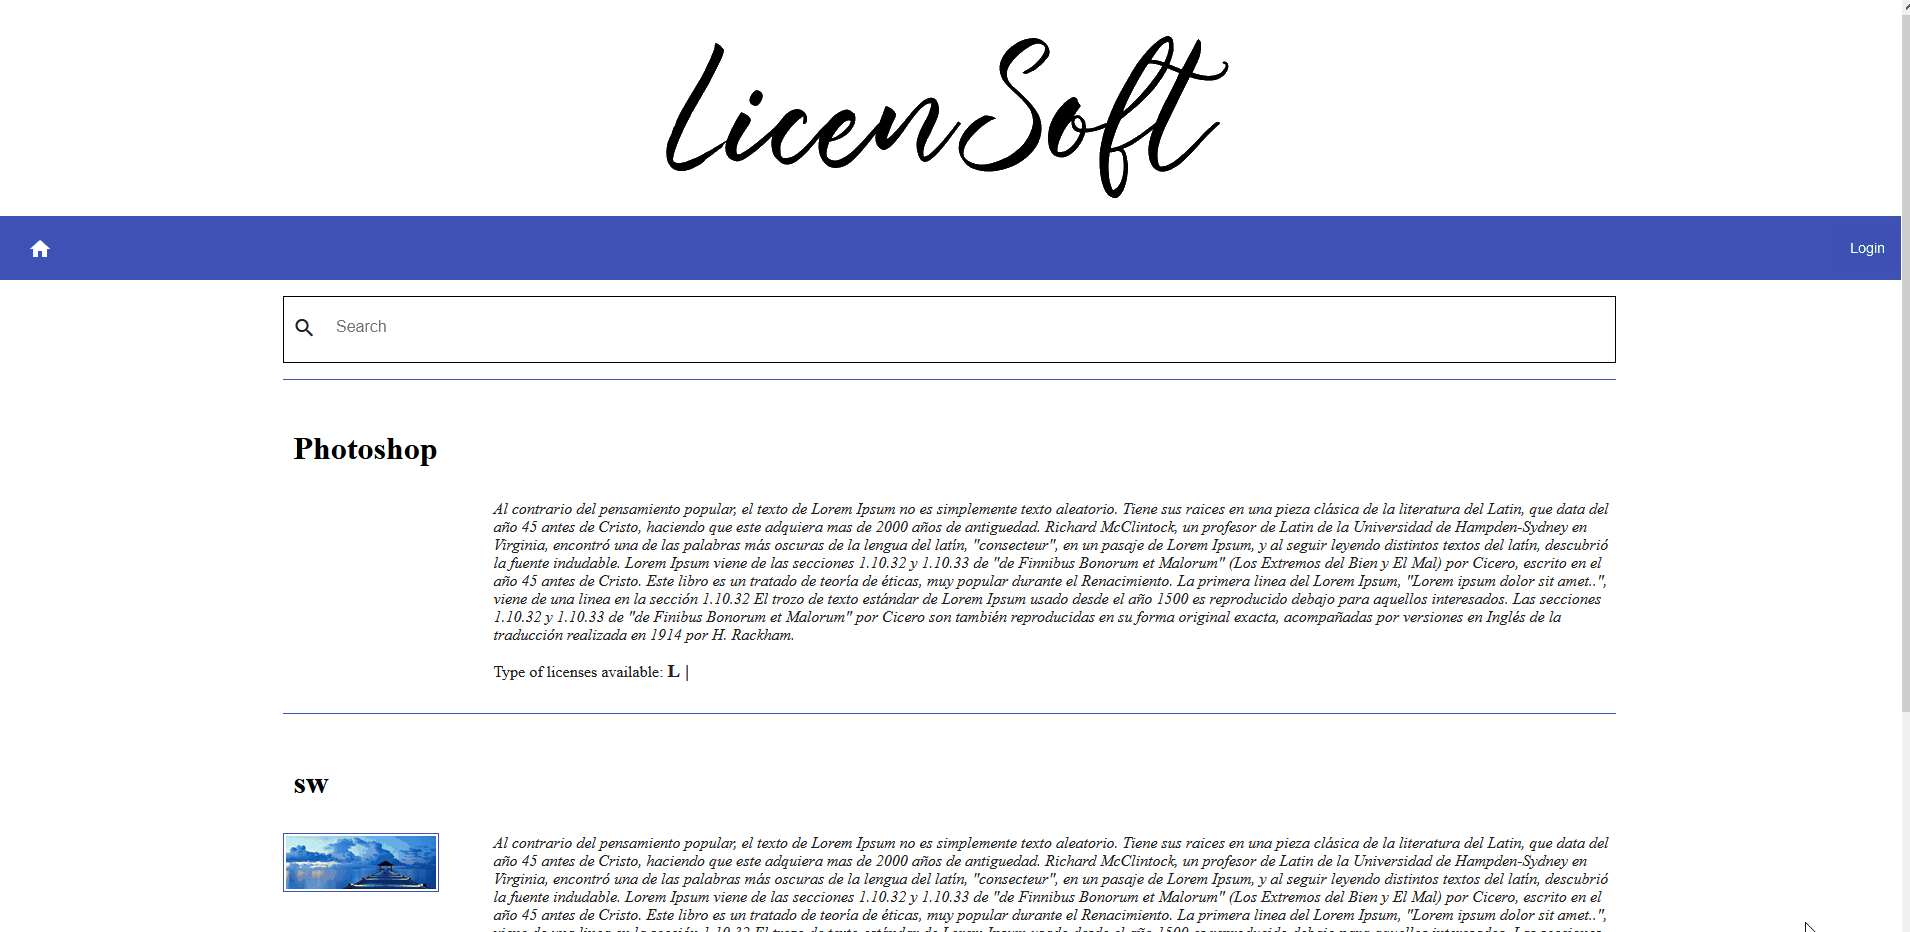 LicenSoft
Login
Search
Photoshop
Al contrario del pensamiento popular, el texto de Lorem Ipsum no es simplemente texto aleatorio. Tiene sus raices en una pieza clásica de la literatura del Latin, que data del
año 45 antes de Cristo, haciendo que este adquiera mas de 2000 años de antiguedad. Richard McClintock, un profesor de Latin de la Universidad de Hampden-Sydney en
Virginia, encontró una de las palabras más oscuras de la lengua del latín, "consecteur", en un pasaje de Lorem Ipsum, y al seguir leyendo distintos textos del latín, descubrió
la fuente indudable. Lorem Ipsum viene de las secciones 1.10.32 y 1.10.33 de "de Finnibus Bonorum et Malorum" (Los Extremos del Bien y El Mal) por Cicero, escrito en el
año 45 antes de Cristo. Este libro es un tratado de teoría de éticas, muy popular durante el Renacimiento. La primera linea del Lorem Ipsum, "Lorem ipsum dolor sit amet..",
viene de una linea en la sección 1.10.32 El trozo de texto estándar de Lorem Ipsum usado desde el año 1500 es reproducido debajo para aquellos interesados. Las secciones
1.10.32 y 1.10.33 de "de Finibus Bonorum et Malorum" por Cicero son también reproducidas en su forma original exacta, acompañadas por versiones en Inglés de la
traducción realizada en 1914 por H. Rackham.
Type of licenses available: L |
sw
Al contrario del pensamiento popular, el texto de Lorem Ipsum no es simplemente texto aleatorio. Tiene sus raices en una pieza clásica de la literatura del Latin, que data del
año 45 antes de Cristo, haciendo que este adquiera mas de 2000 años de antiguedad. Richard McClintock, un profesor de Latin de la Universidad de Hampden-Sydney en
Virginia, encontró una de las palabras más oscuras de la lengua del latín, "consecteur", en un pasaje de Lorem Ipsum, y al seguir leyendo distintos textos del latín, descubrió
la fuente indudable. Lorem Ipsum viene de las secciones 1.10.32 y 1.10.33 de "de Finnibus Bonorum et Malorum" (Los Extremos del Bien y El Mal) por Cicero, escrito en el
año 45 antes de Cristo. Este libro es un tratado de teoría de éticas, muy popular durante el Renacimiento. La primera linea del Lorem Ipsum, "Lorem ipsum dolor sit amet..",